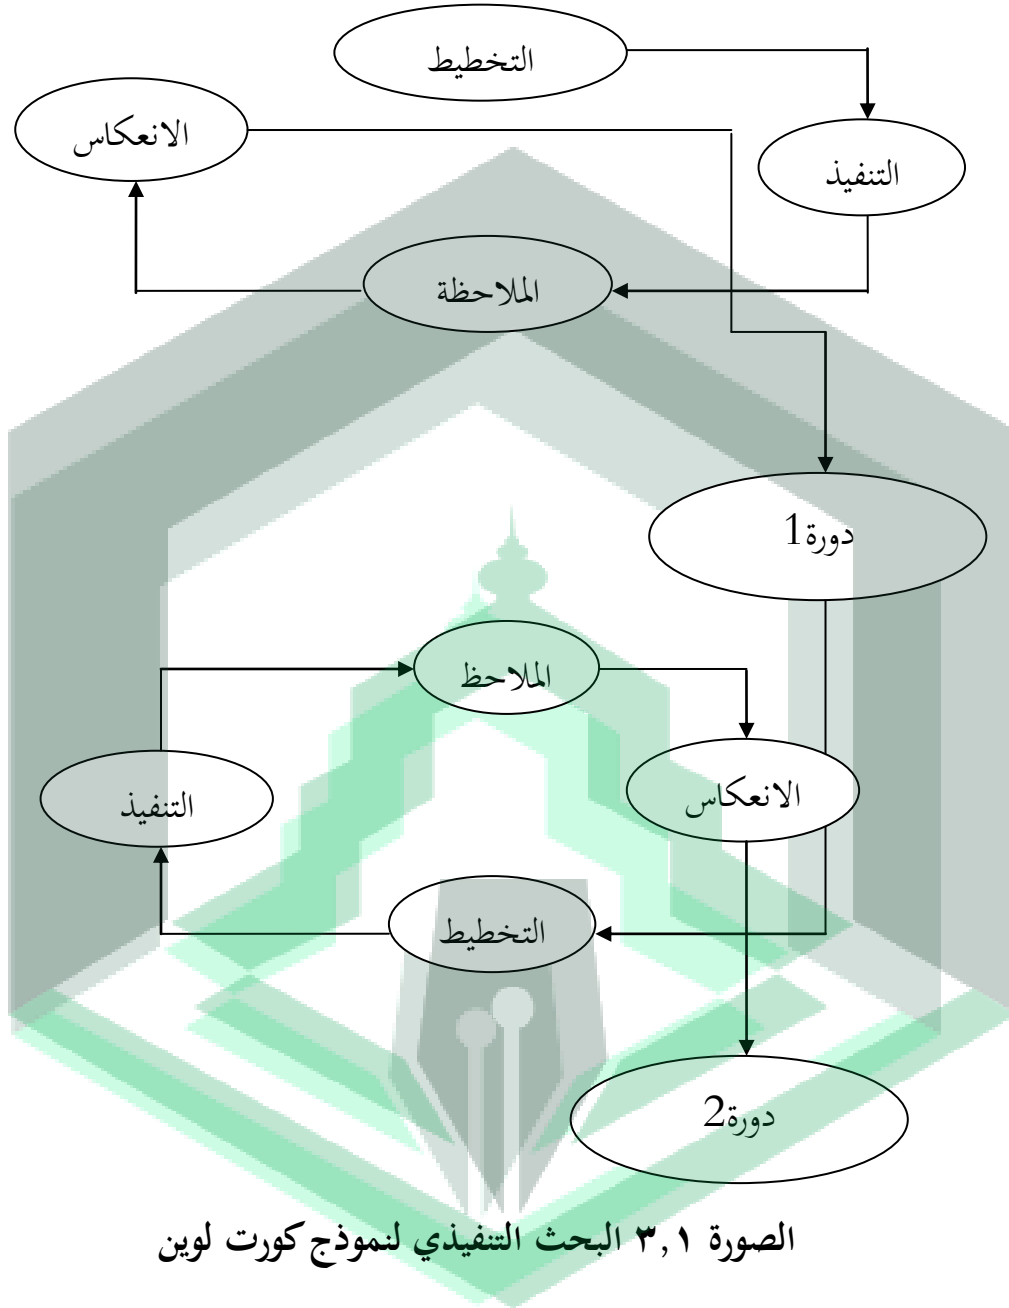 التخطيط
الانعكاس
التنفيذ
الملاحظة
دورة1
الملاحظ
الانعكاس
التنفيذ
التخطيط
دورة2
الصورة ٣,١ البحث التنفيذي لنموذج كورت لوين